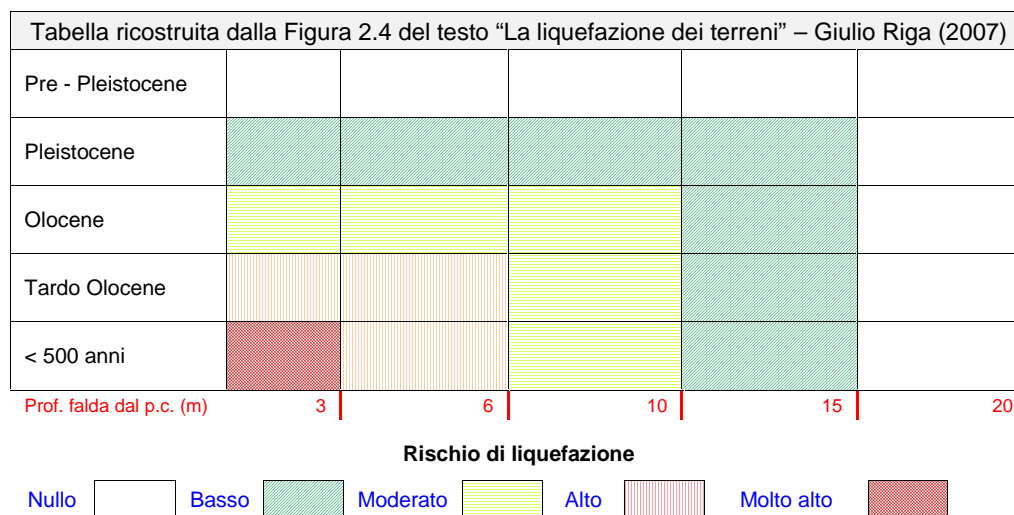 Tabella ricostruita dalla Figura 2.4 del testo “La liquefazione dei terreni” – Giulio Riga (2007)
Pre - Pleistocene
Pleistocene
Olocene
Tardo Olocene
< 500 anni
Prof. falda dal p.c. (m) 3 6 10 15 20
Rischio di liquefazione
Nullo Basso Moderato Alto Molto alto